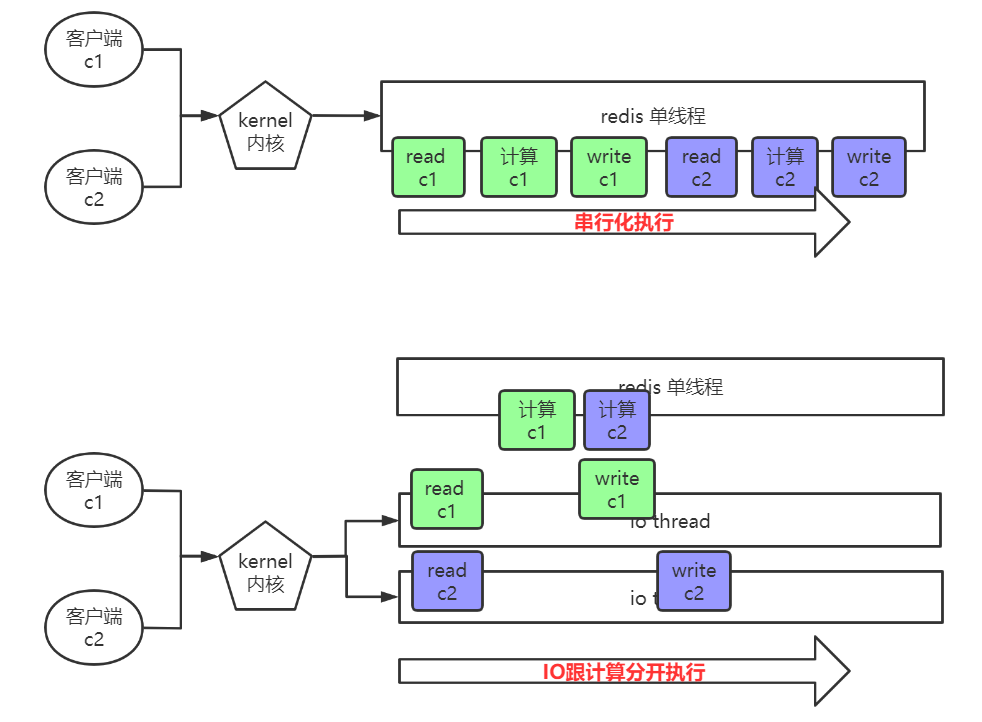 客户端
c1
客户端
c2
kernel
内核
redis 单线程
read
c1
计算
c1
write
c1
read
c2
计算
c2
write
c2
串行化执行
redis 单线程
计算
c1
计算
c2
客户端
c1
客户端
c2
kernel
内核
read
c1
write
c1
io thread
read
c2
write
c2
io
IO跟计算分开执行